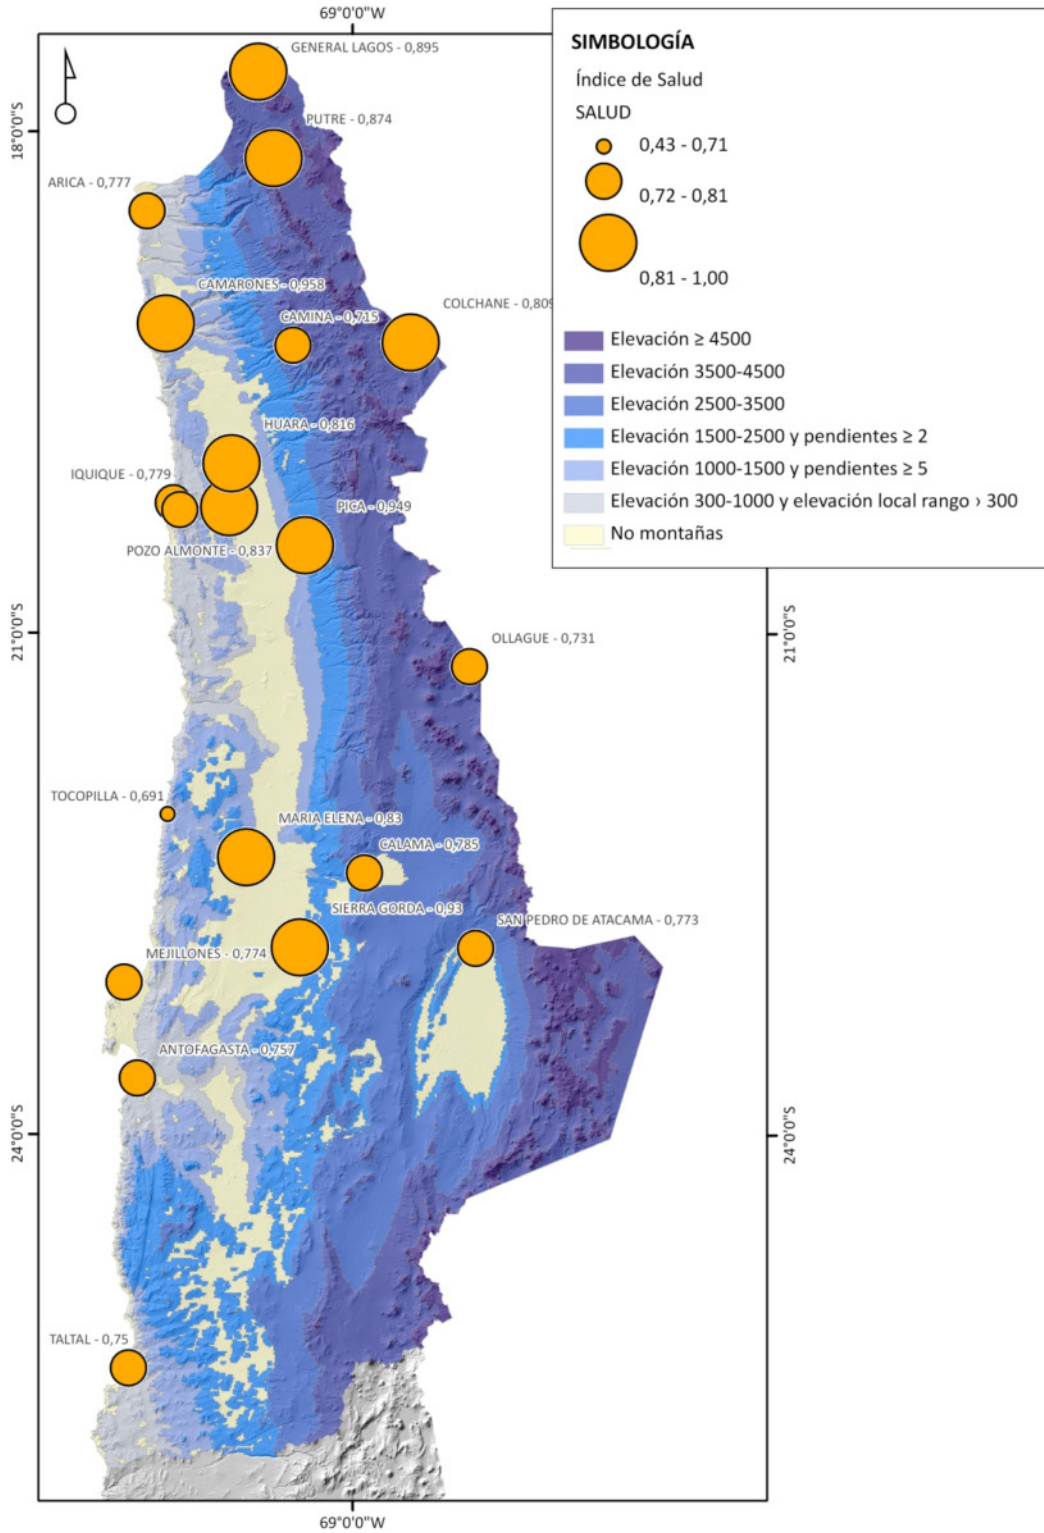 69°0'0"W
SIMBOLOGÍA
Índice de Salud
SALUD
0,43 - 0,71
0,72 - 0,81
0,81 - 1,00
Elevación ≥ 4500
Elevación 3500-4500
Elevación 2500-3500
Elevación 1500-2500 y pendientes ≥ 2
Elevación 1000-1500 y pendientes ≥ 5
Elevación 300-1000 y elevación local rango › 300
No montañas
GENERAL LAGOS - 0,895
PUTRE - 0,874
18°0'0"S
ARICA - 0,777
CAMARONES - 0,958
COLCHANE - 0,809
CAMINA - 0,715
HUARA - 0,816
IQUIQUE - 0,779
PICA - 0,949
POZO ALMONTE - 0,837
21°0'0"S
21°0'0"S
OLLAGUE - 0,731
TOCOPILLA - 0,691
MARIA ELENA - 0,83
CALAMA - 0,785
SIERRA GORDA - 0,93
SAN PEDRO DE ATACAMA - 0,773
MEJILLONES - 0,774
ANTOFAGASTA - 0,757
24°0'0"S
24°0'0"S
TALTAL - 0,75
69°0'0"W